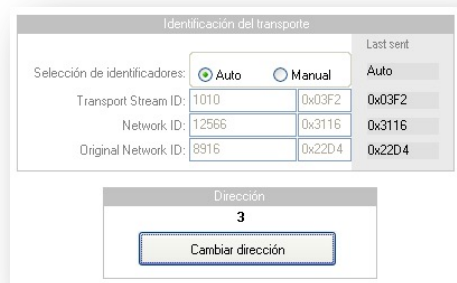 Identificación del transporte
Last sent
Selección de identificadores: Auto Manual Auto
Transport Stream ID: 1010 0x03F2 0x03F2
Network ID: 12566 0x3116 0x3116
Original Network ID: 8916 0x22D4 0x22D4
Dirección
3
Cambiar dirección